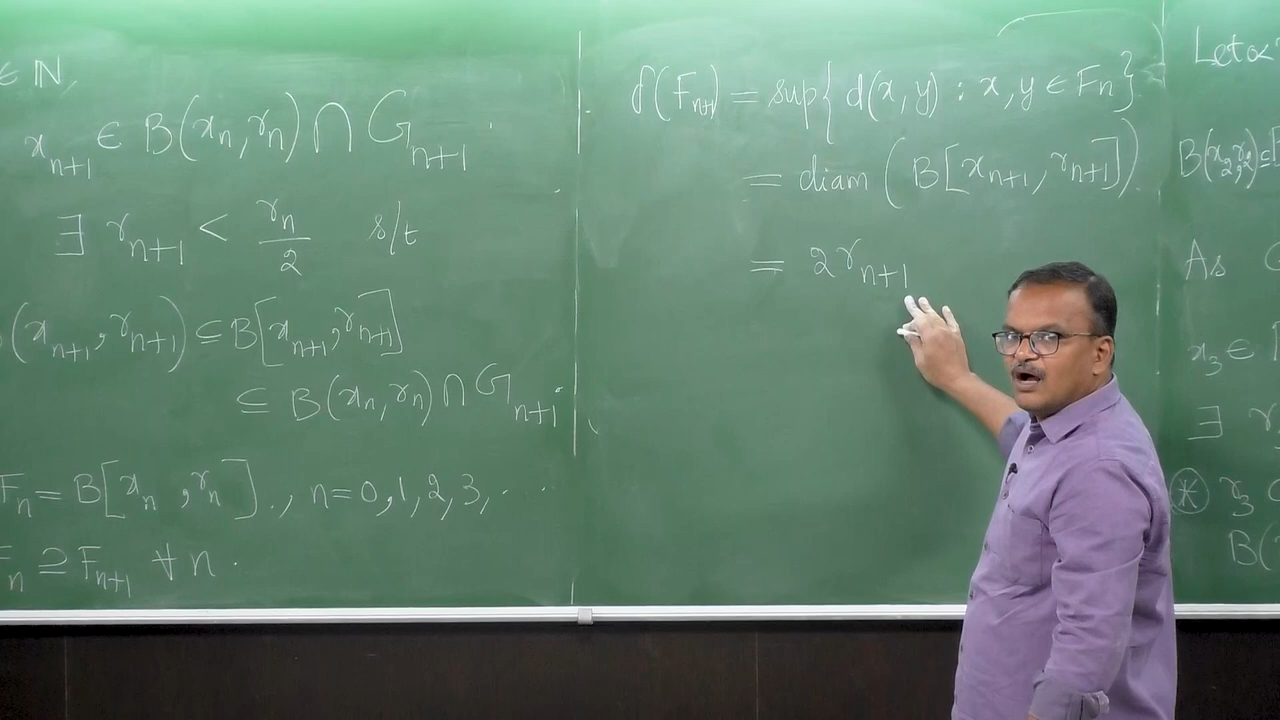 ∈ ℕ,
x_{n+1} ∈ B(x_n, r_n) ∩ G_{n+1}
∃ r_{n+1} < r_n/2 s/t
(x_{n+1}, r_{n+1}) ⊆ B[x_{n+1}, r_{n+1}]
⊆ B(x_n, r_n) ∩ G_{n+1}
F_n = B[x_n, r_n]., n=0,1,2,3,...
F_n ⊇ F_{n+1} ∀ n.
δ(F_{n+1}) = sup{ d(x,y) : x,y ∈ F_n }
= diam (B[x_{n+1}, r_{n+1}])
= 2r_{n+1}
Let α
B(x_2, r_2) ⊆
As G
x_3 ∈
∃ r
⊛ r_3
B(